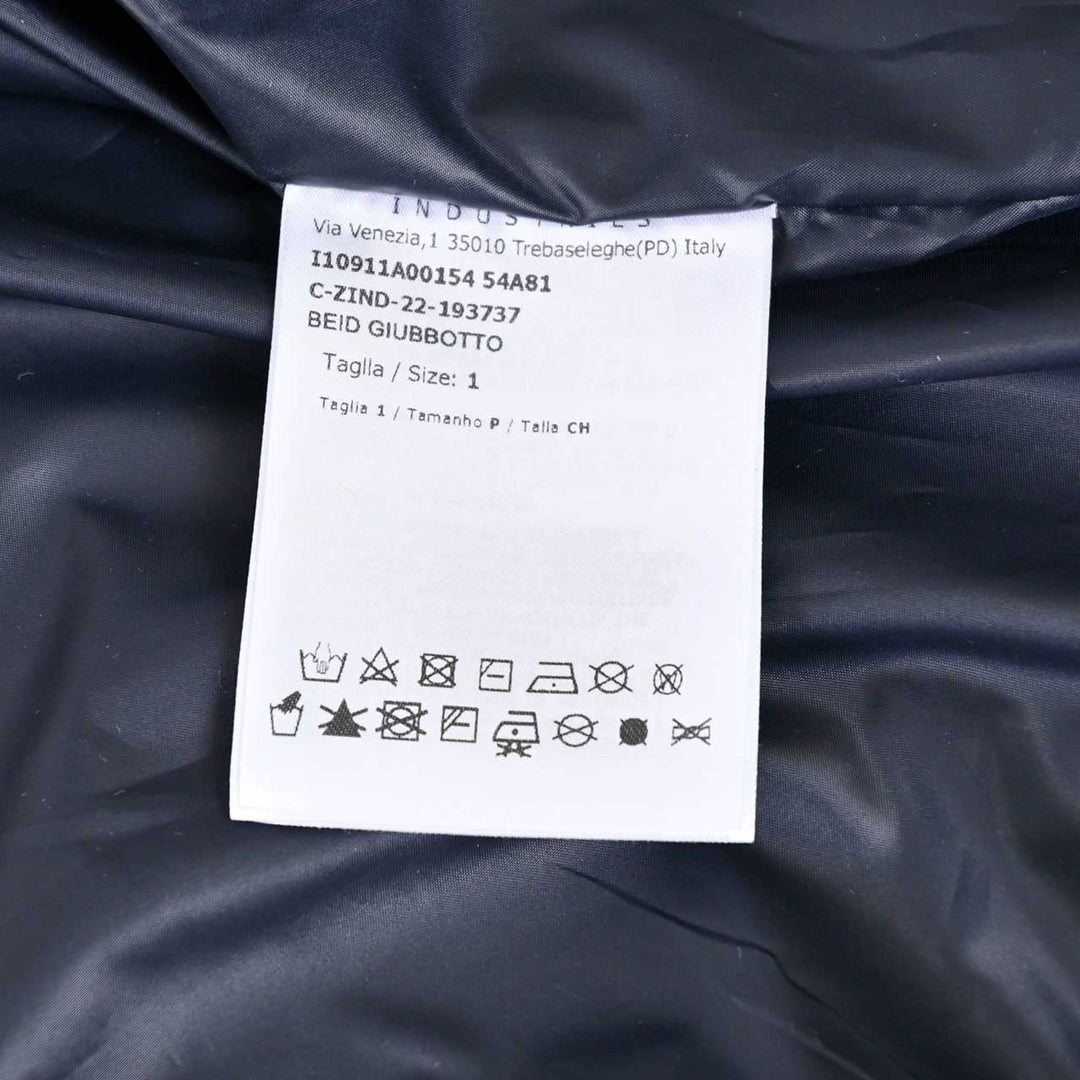 INDUSTRIES
Via Venezia,1 35010 Trebaseleghe(PD) Italy
I10911A00154 54A81
C-ZIND-22-193737
BEID GIUBBOTTO
Taglla / Size: 1
Taglia 1 / Tamanho P / Talla CH